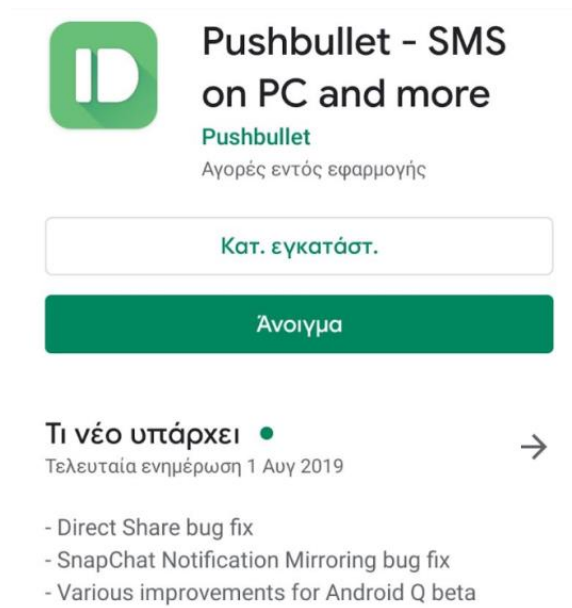 Pushbullet - SMS
on PC and more
Pushbullet
Αγορές εντός εφαρμογής
Κατ. εγκατάστ.
Άνοιγμα
Τι νέο υπάρχει
Τελευταία ενημέρωση 1 Αυγ 2019
- Direct Share bug fix
- SnapChat Notification Mirroring bug fix
- Various improvements for Android Q beta